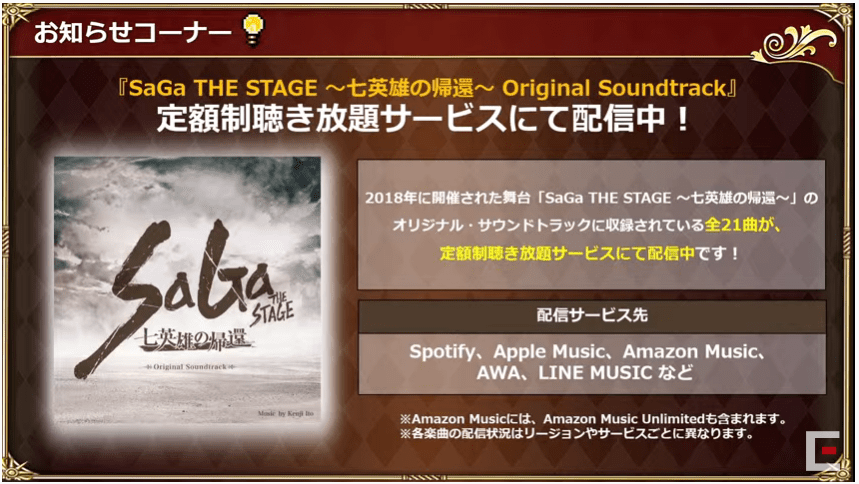 お知らせコーナー
『SaGa THE STAGE ～七英雄の帰還～ Original Soundtrack』
定額制聴き放題サービスにて配信中！
SaGa
THE
STAGE
七英雄の帰還
Original Soundtrack
Music by Kenji Ito
2018年に開催された舞台「SaGa THE STAGE ～七英雄の帰還～」の
オリジナル・サウンドトラックに収録されている全21曲が、
定額制聴き放題サービスにて配信中です！
配信サービス先
Spotify、Apple Music、Amazon Music、
AWA、LINE MUSIC など
※Amazon Musicには、Amazon Music Unlimitedも含まれます。
※各楽曲の配信状況はリージョンやサービスごとに異なります。